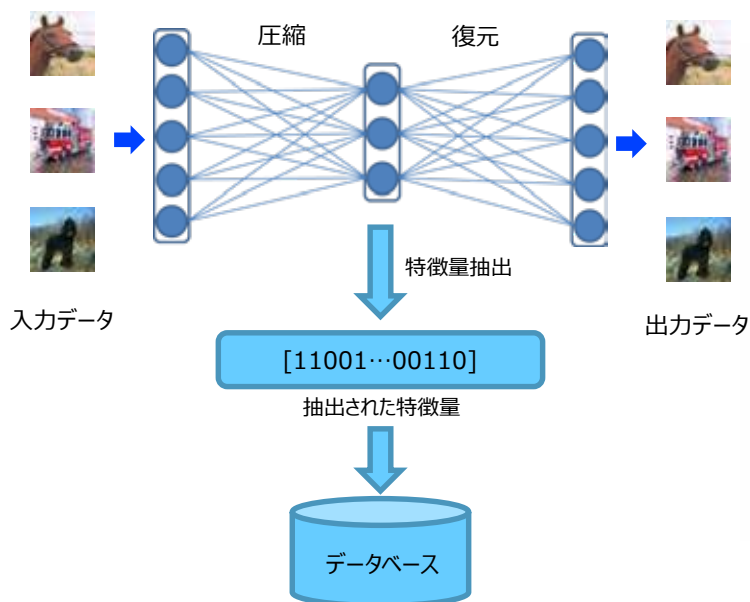 圧縮
復元
特徴量抽出
入力データ
出力データ
[11001…00110]
抽出された特徴量
データベース